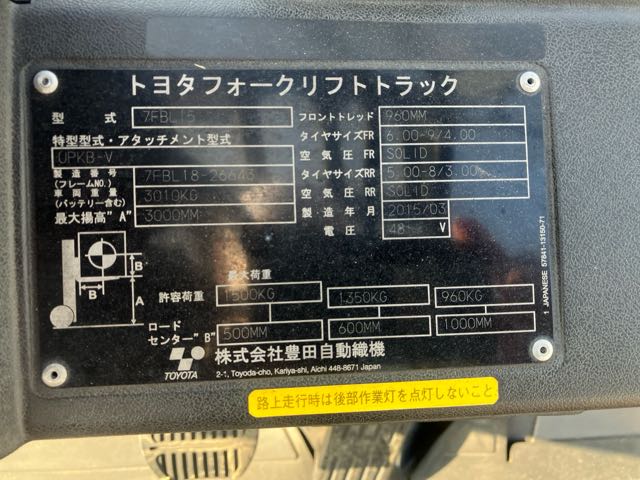 トヨタフォークリフトトラック
型式 7FBL15 フロントトレッド 960MM
特型型式・アタッチメント型式 タイヤサイズFR 6.00-9/4.00
UPKB-V 空気圧FR SOLID
製造番号(フレームNO.) 7FBL18-26643 タイヤサイズRR 5.00-8/3.00
車両重量(バッテリー含む) 3010KG 空気圧RR SOLID
最大揚高"A" 3000MM 製造年月 2015/03
電圧 48 V
最大荷重
許容荷重 1500KG 1350KG 960KG
ロードセンター"B" 500MM 600MM 1000MM
B
B
A
TOYOTA 株式会社豊田自動織機
2-1, Toyoda-cho, Kariya-shi, Aichi 448-8671 Japan
1 JAPANESE 57841-13150-71
路上走行時は後部作業灯を点灯しないこと